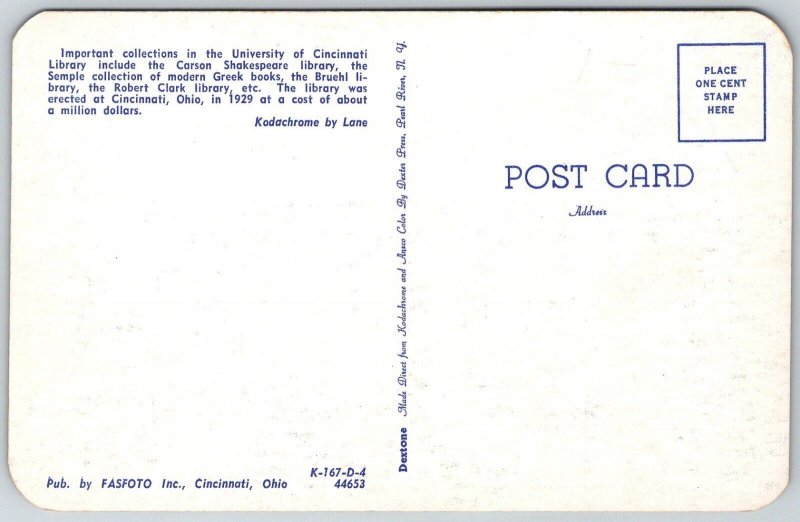 Important collections in the University of Cincinnati
Library include the Carson Shakespeare library, the
Semple collection of modern Greek books, the Bruehl li-
brary, the Robert Clark library, etc. The library was
erected at Cincinnati, Ohio, in 1929 at a cost of about
a million dollars.
Kodachrome by Lane
K-167-D-4
Pub. by FASFOTO Inc., Cincinnati, Ohio 44653
Dextone Made Direct from Kodachrome and Ansco Color By Dexter Press, Pearl River, N. Y.
PLACE
ONE CENT
STAMP
HERE
POST CARD
Address